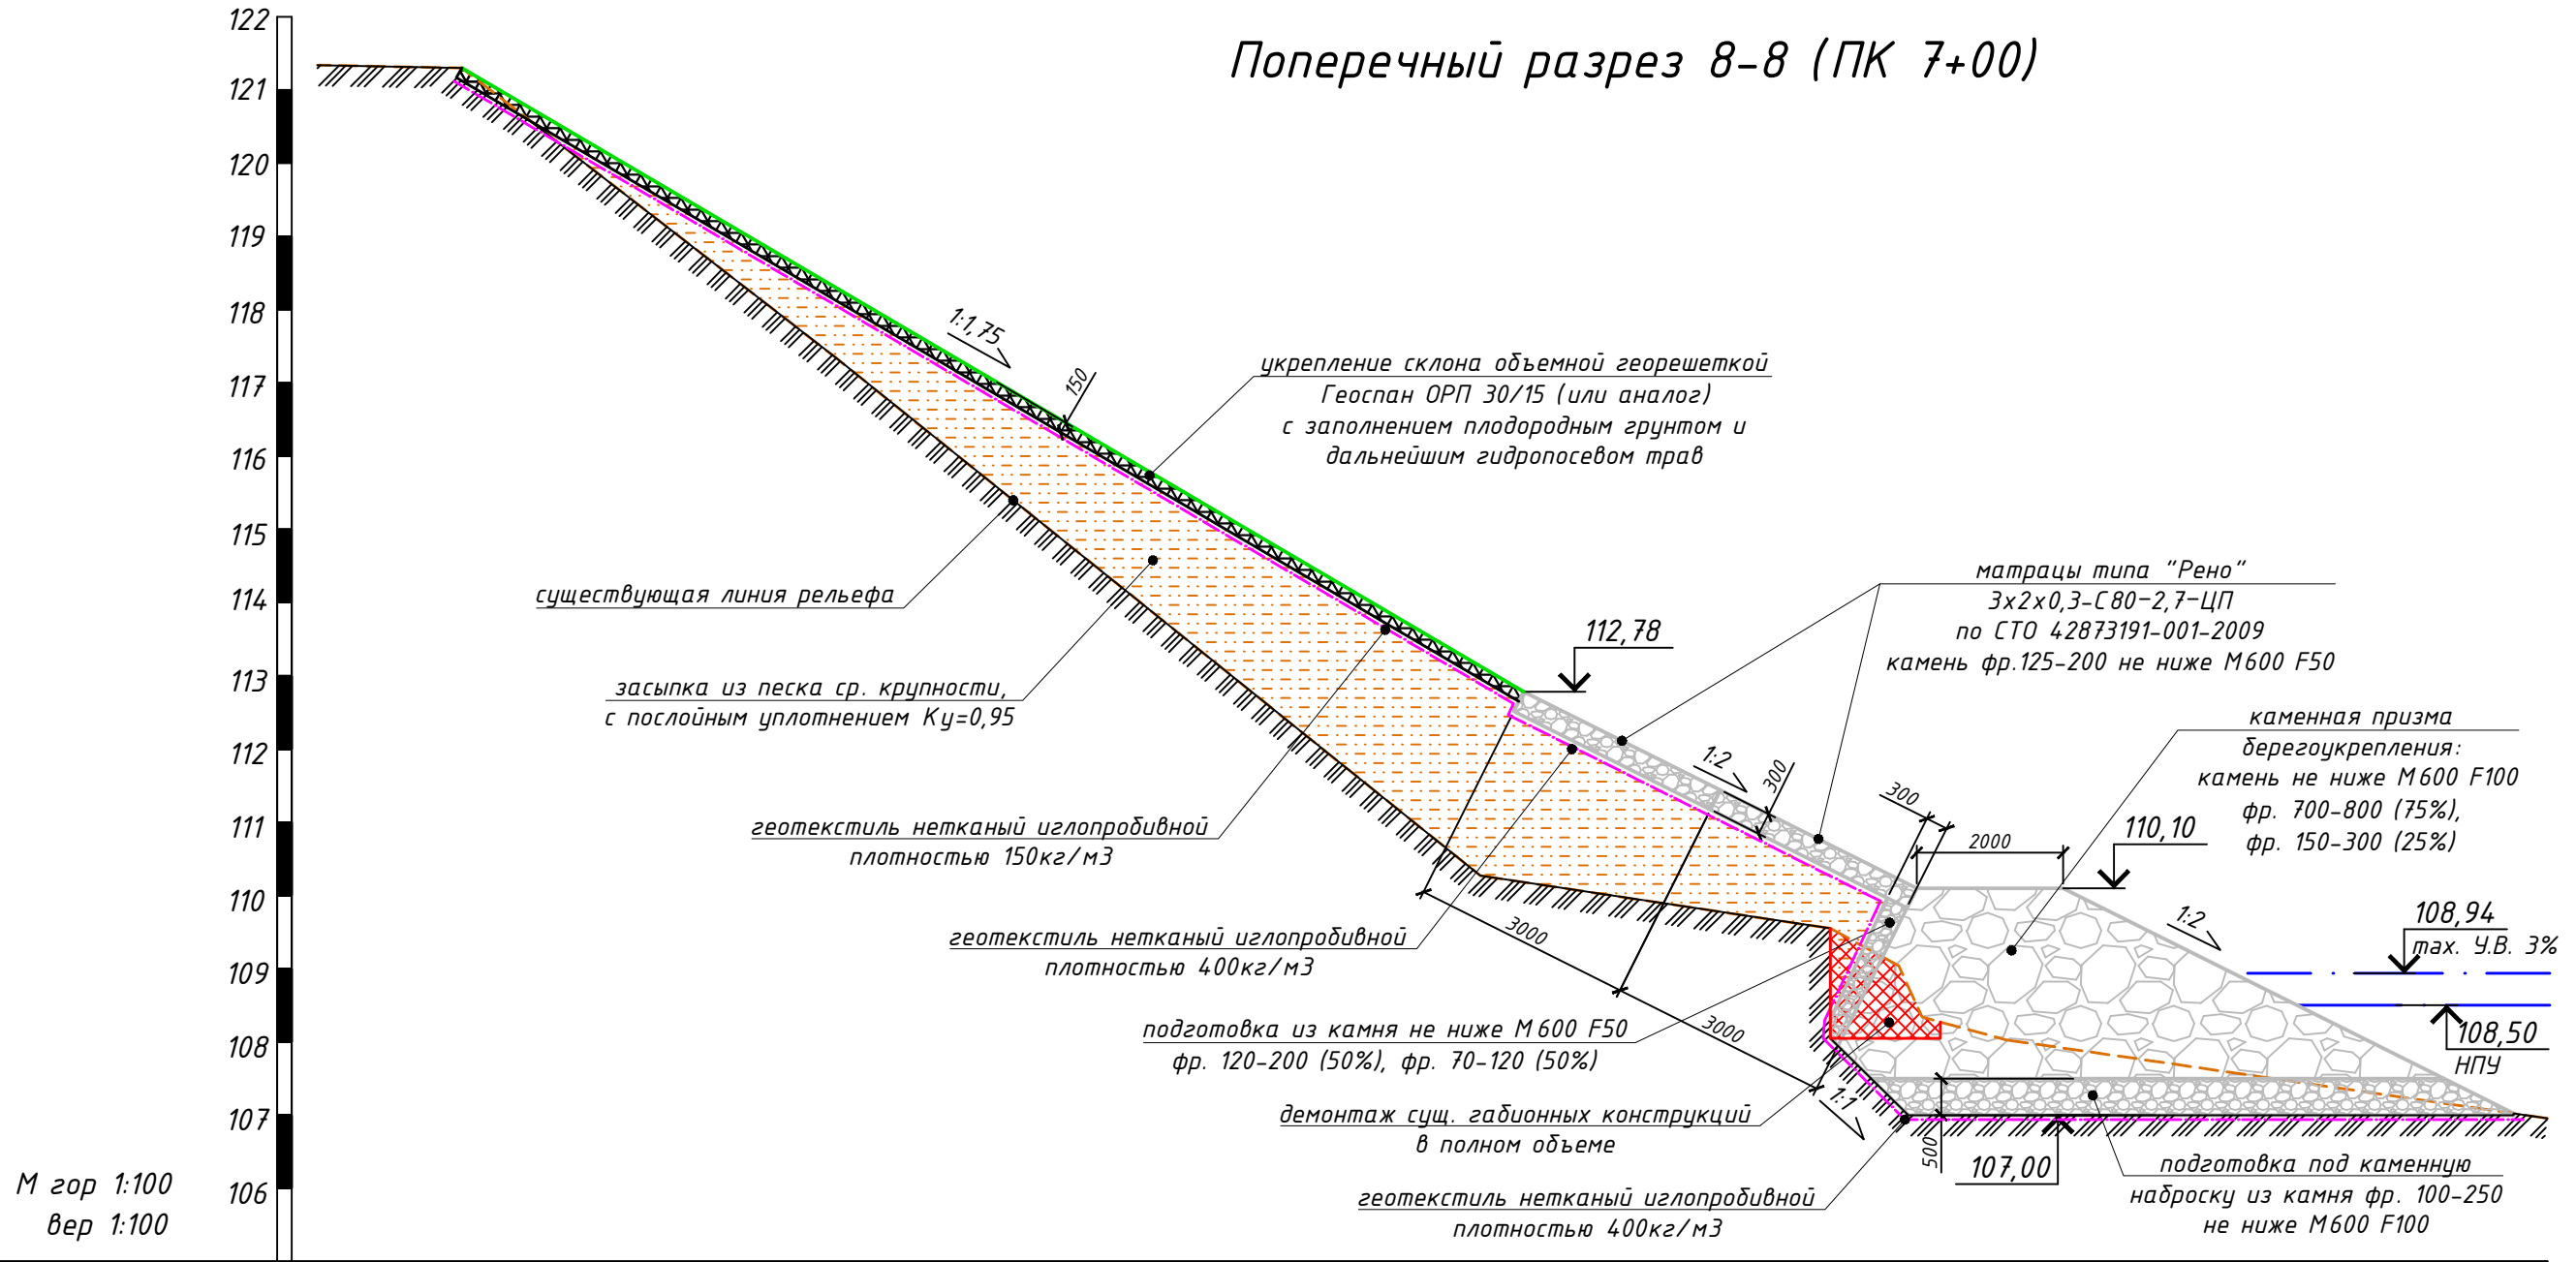 Поперечный разрез 8-8 (ПК 7+00)
122
121
120
119
118
117
116
115
114
113
112
111
110
109
108
107
106
М гор 1:100
вер 1:100
1:1,75
150
укрепление склона объемной георешеткой
Геоспан ОРП 30/15 (или аналог)
с заполнением плодородным грунтом и
дальнейшим гидропосевом трав
существующая линия рельефа
засыпка из песка ср. крупности,
с послойным уплотнением Ку=0,95
геотекстиль нетканый иглопробивной
плотностью 150кг/м3
геотекстиль нетканый иглопробивной
плотностью 400кг/м3
112,78
матрацы типа "Рено"
3х2х0,3-С80-2,7-ЦП
по СТО 42873191-001-2009
камень фр.125-200 не ниже М600 F50
1:2
300
300
2000
110,10
каменная призма
берегоукрепления:
камень не ниже М600 F100
фр. 700-800 (75%),
фр. 150-300 (25%)
1:2
108,94
max. У.В. 3%
108,50
НПУ
3000
3000
подготовка из камня не ниже М600 F50
фр. 120-200 (50%), фр. 70-120 (50%)
демонтаж сущ. габионных конструкций
в полном объеме
1:1
геотекстиль нетканый иглопробивной
плотностью 400кг/м3
500
107,00
подготовка под каменную
наброску из камня фр. 100-250
не ниже М600 F100